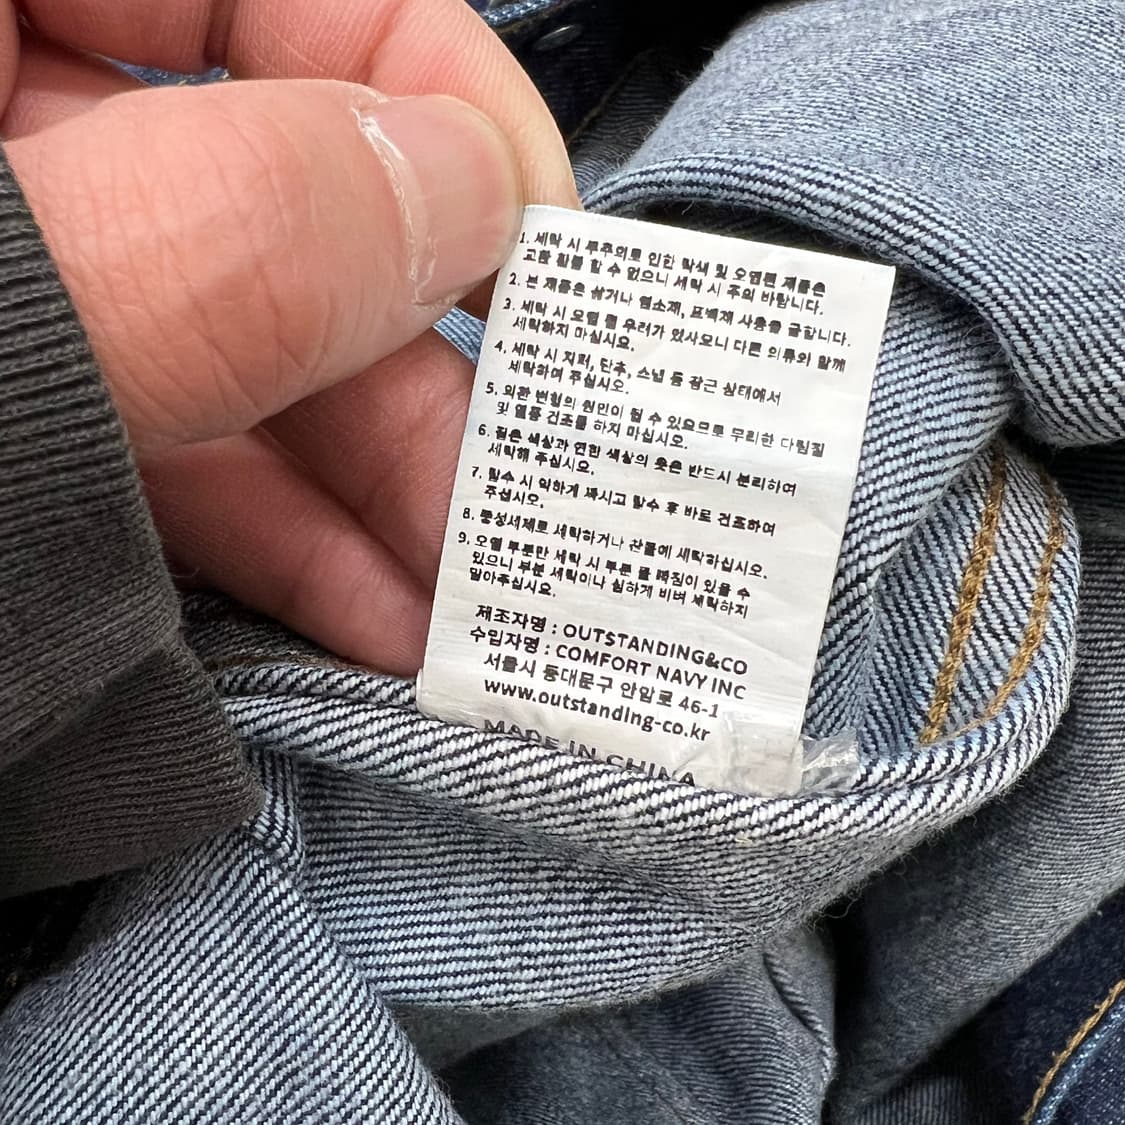 1. 세탁 시 부주의로 인한 탁색 및 오염된 제품은
교환 환불 할 수 없으니 세탁 시 주의 바랍니다.
2. 본 제품은 삶거나 염소재, 표백재 사용을 금합니다.
3. 세탁 시 오염 될 우려가 있사오니 다른 의류와 함께
세탁하지 마십시요.
4. 세탁 시 지퍼, 단추, 스냅 등 잠근 상태에서
세탁하여 주십시오.
5. 외관 변형의 원인이 될 수 있으므로 무리한 다림질
및 열풍 건조를 하지 마십시오.
6. 짙은 색상과 연한 색상의 옷은 반드시 분리하여
세탁해 주십시요.
7. 탈수 시 약하게 짜시고 탈수 후 바로 건조하여
주십시오.
8. 중성세제로 세탁하거나 찬물에 세탁하십시오.
9. 오염 부분만 세탁 시 부분 물 빠짐이 있을 수
있으니 부분 세탁이나 심하게 비벼 세탁하지
말아주십시요.
제조자명 : OUTSTANDING&CO
수입자명 : COMFORT NAVY INC
서울시 동대문구 안암로 46-1
www.outstanding-co.kr
MADE IN CHINA